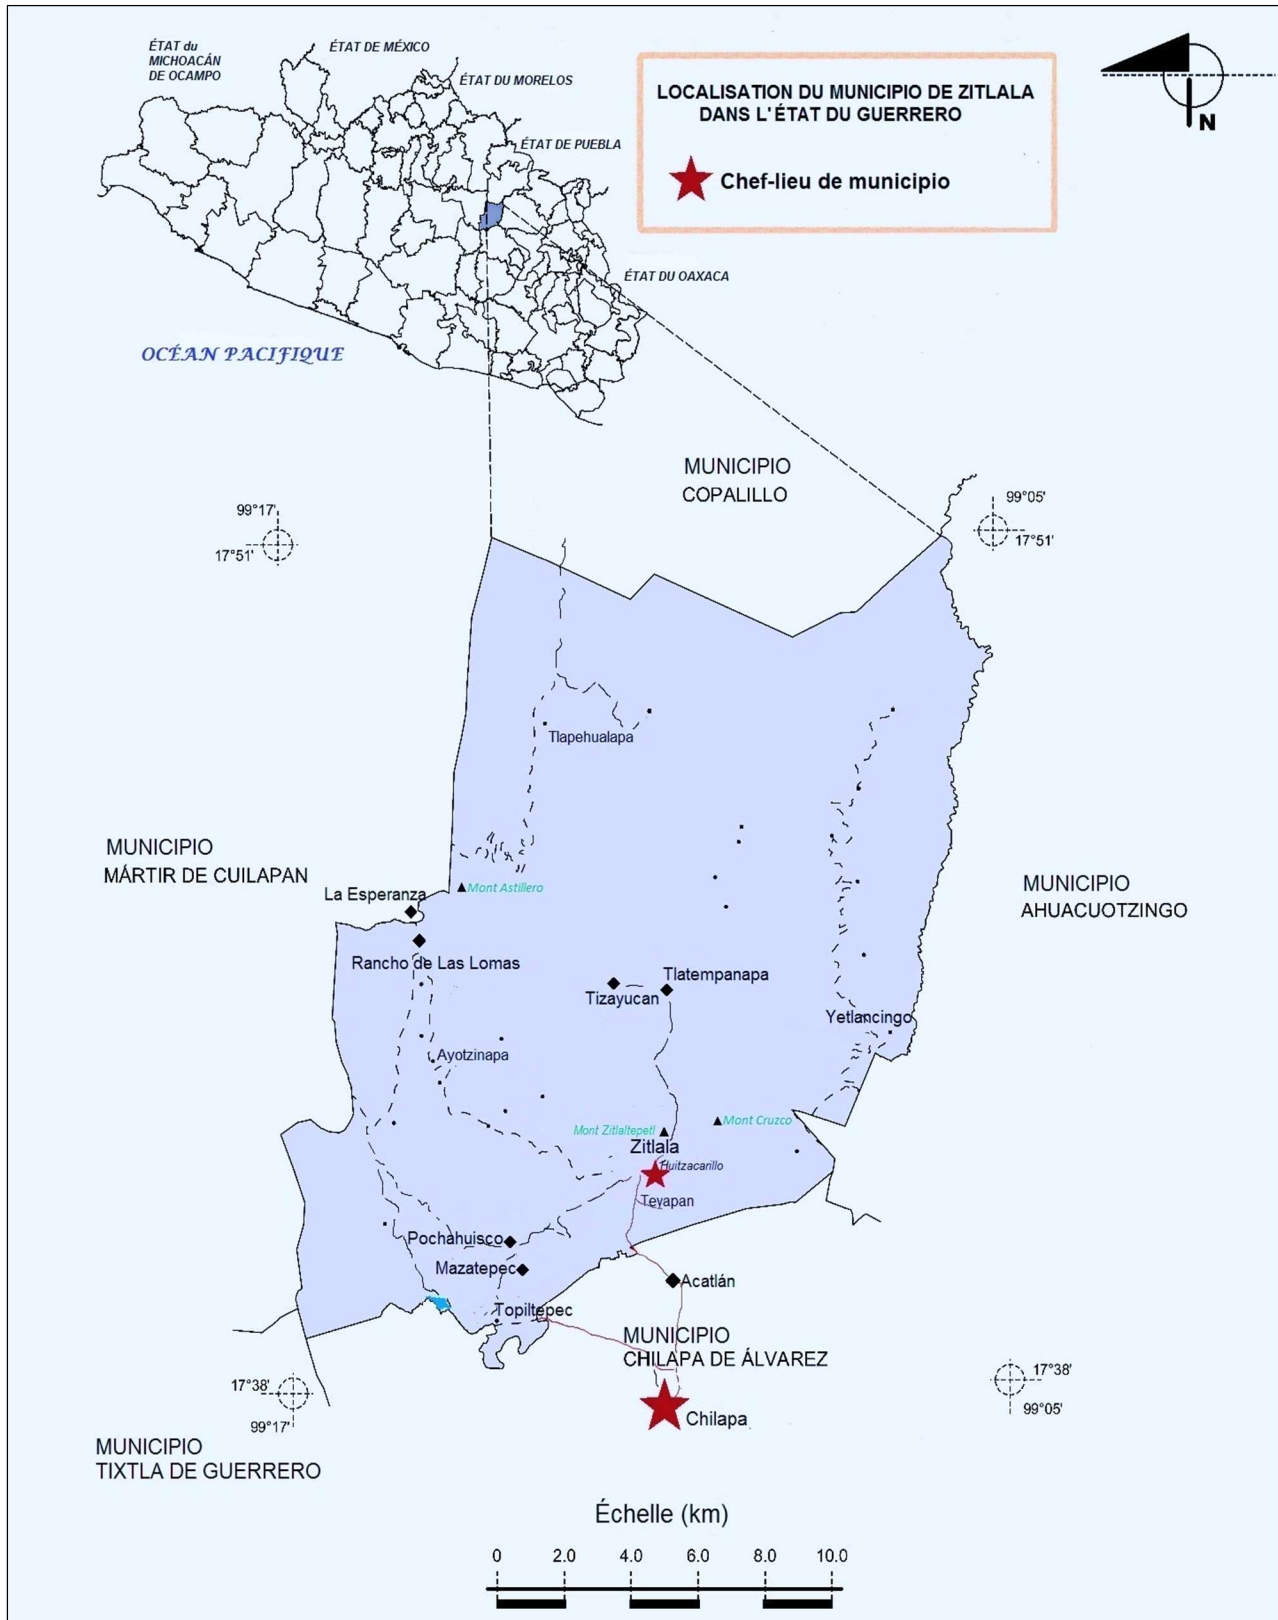 ÉTAT du
MICHOACÁN
DE OCAMPO
ÉTAT DE MÉXICO
ÉTAT DU MORELOS
ÉTAT DE PUEBLA
ÉTAT DU OAXACA
OCÉAN PACIFIQUE
LOCALISATION DU MUNICIPIO DE ZITLALA
DANS L'ÉTAT DU GUERRERO
Chef-lieu de municipio
N
MUNICIPIO
COPALILLO
99°17'
17°51'
99°05'
17°51'
Tlapehualapa
MUNICIPIO
MÁRTIR DE CUILAPAN
La Esperanza
Mont Astillero
MUNICIPIO
AHUACUOTZINGO
Rancho de Las Lomas
Tlatempanapa
Tizayucan
Yetlancingo
Ayotzinapa
Mont Cruzco
Mont Zitlaltepetl
Zitlala
Huitzacarillo
Teyapan
Pochahuisco
Mazatepec
Acatlán
Topiltepec
MUNICIPIO
CHILAPA DE ÁLVAREZ
17°38'
99°17'
17°38'
99°05'
Chilapa
MUNICIPIO
TIXTLA DE GUERRERO
Échelle (km)
0 2.0 4.0 6.0 8.0 10.0